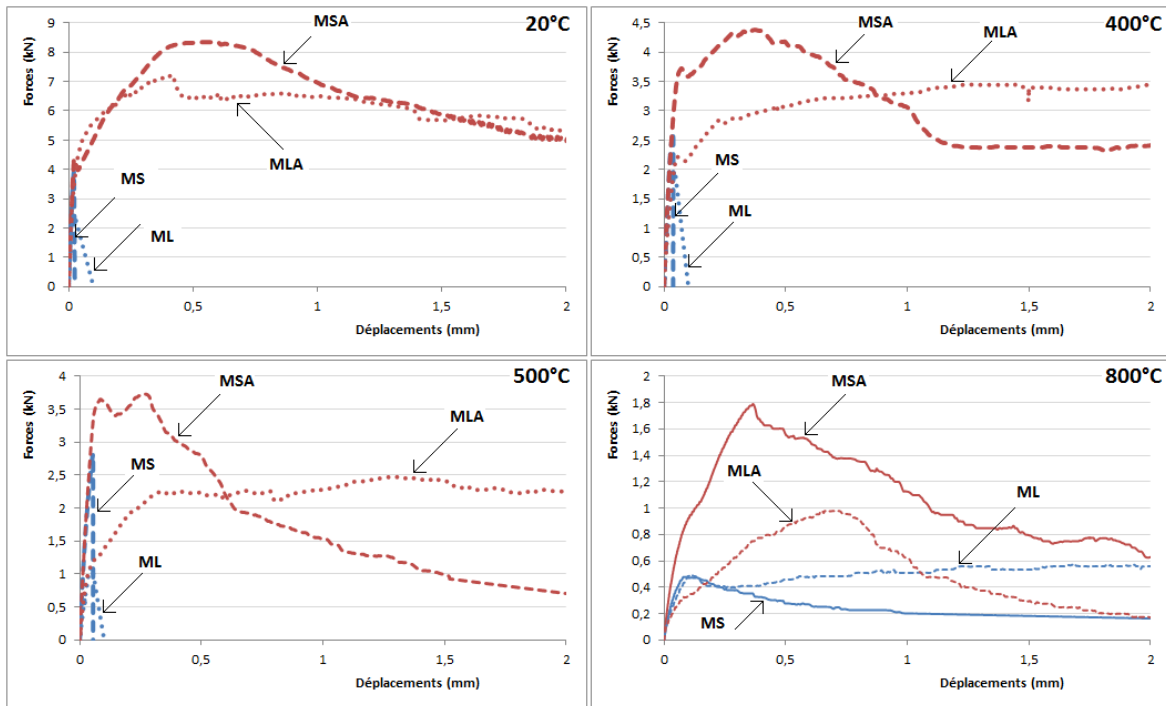 20°C
Forces (kN)
9
8
7
6
5
4
3
2
1
0
MSA
MLA
MS
ML
0
0,5
1
1,5
2
Déplacements (mm)
400°C
Forces (kN)
4,5
4
3,5
3
2,5
2
1,5
1
0,5
0
MSA
MLA
MS
ML
0
0,5
1
1,5
2
Déplacements (mm)
500°C
Forces (kN)
4
3,5
3
2,5
2
1,5
1
0,5
0
MSA
MLA
MS
ML
0
0,5
1
1,5
2
Déplacements (mm)
800°C
Forces (kN)
2
1,8
1,6
1,4
1,2
1
0,8
0,6
0,4
0,2
0
MSA
MLA
ML
MS
0
0,5
1
1,5
2
Déplacements (mm)